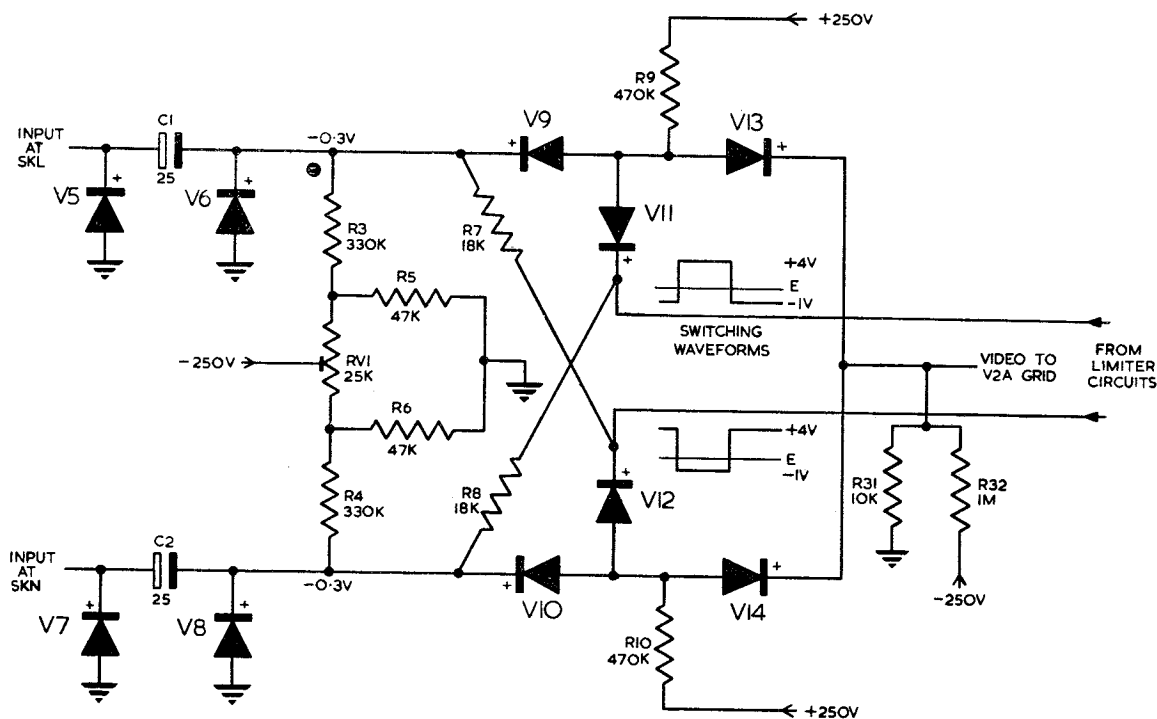 +250V
R9
470K
C1
INPUT
AT
SKL
-0.3V
V9
V13
+
+
+
+
25
V5
V6
R3
330K
R7
18K
V11
+
+4V
E
-1V
R5
47K
SWITCHING
WAVEFORMS
-250V
RV1
25K
VIDEO TO
V2A GRID
FROM
LIMITER
CIRCUITS
R6
47K
+4V
E
-1V
+
R4
330K
R8
18K
V12
R31
10K
R32
1M
C2
INPUT
AT
SKN
25
-0.3V
+
+
+
+
V7
V8
V10
V14
-250V
R10
470K
+250V